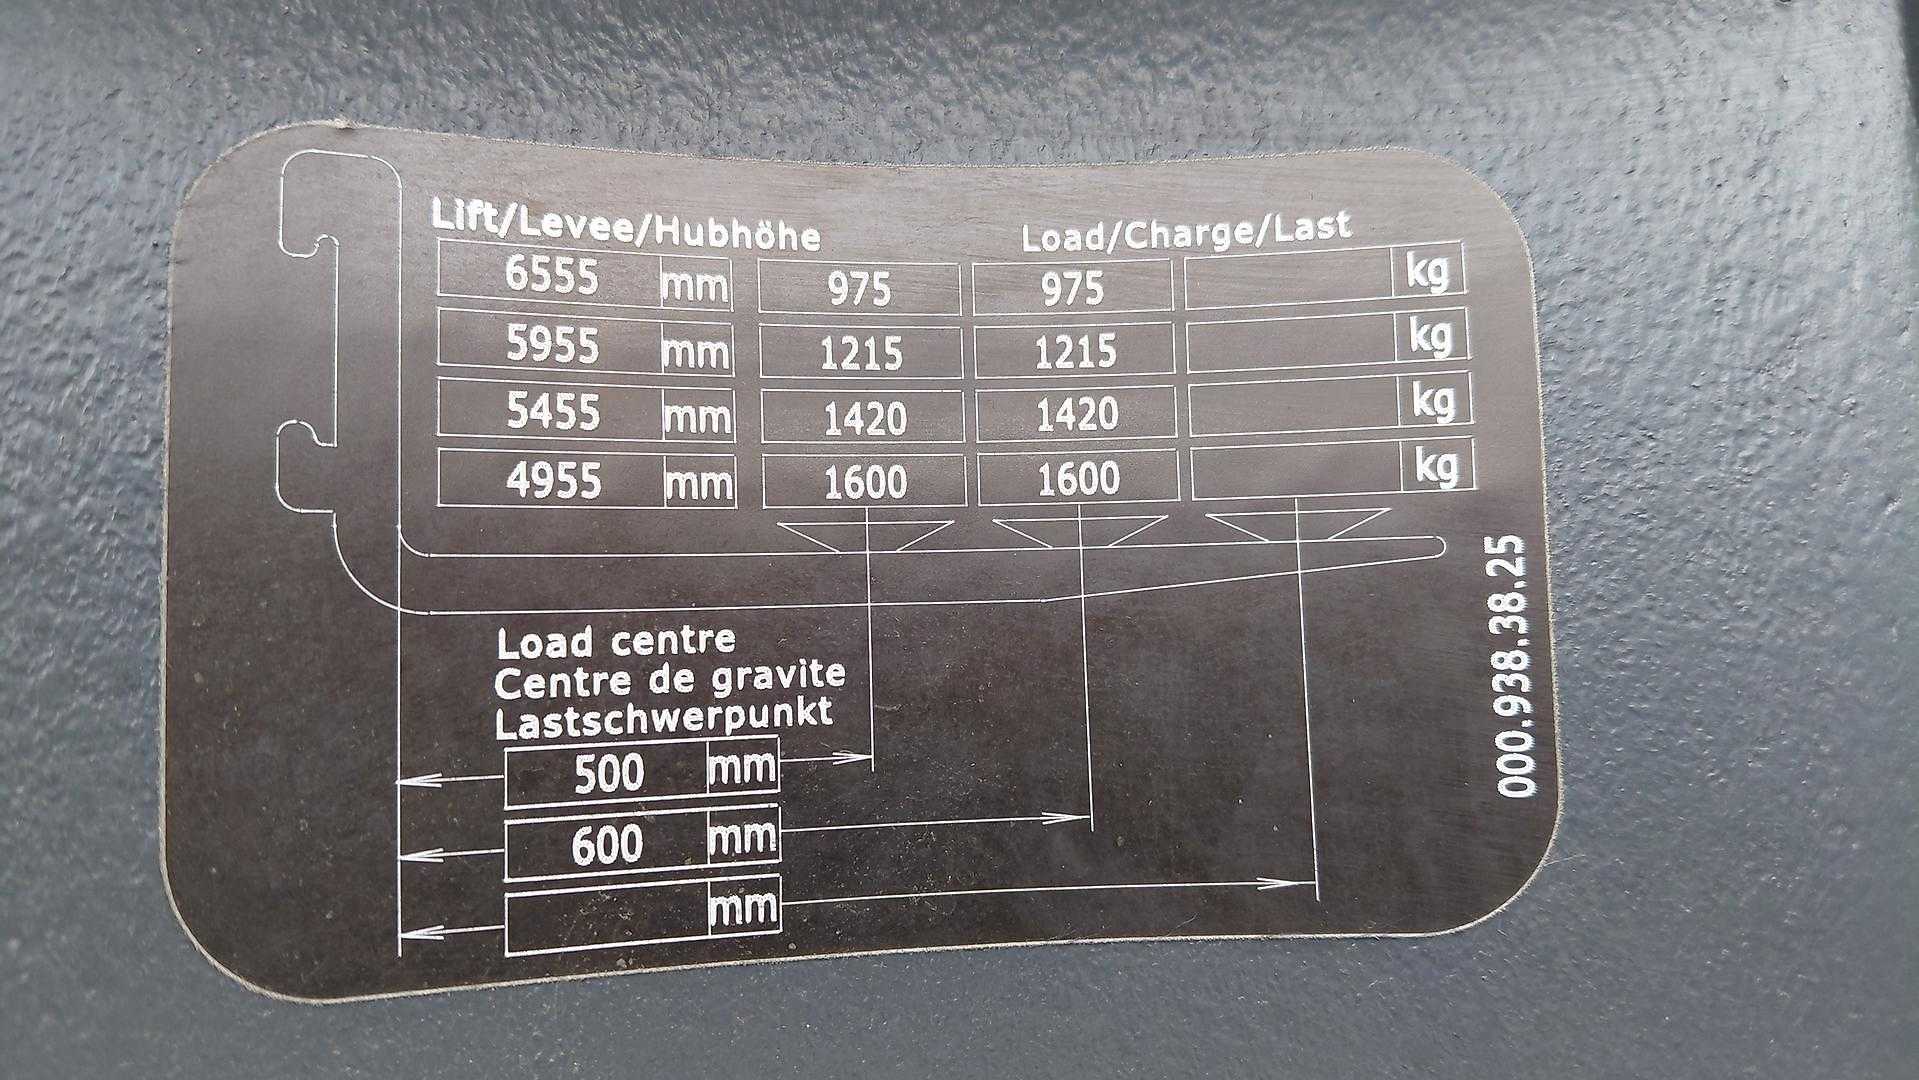 Lift/Levee/Hubhöhe Load/Charge/Last
6555 mm 975 975 kg
5955 mm 1215 1215 kg
5455 mm 1420 1420 kg
4955 mm 1600 1600 kg
Load centre
Centre de gravite
Lastschwerpunkt
500 mm
600 mm
mm
000.938.38.25